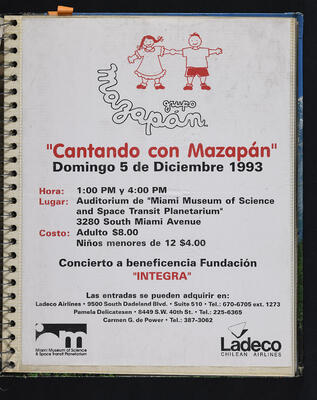 grupo
mazapán
"Cantando con Mazapán"
Domingo 5 de Diciembre 1993
Hora: 1:00 PM y 4:00 PM
Lugar: Auditorium de "Miami Museum of Science
and Space Transit Planetarium"
3280 South Miami Avenue
Costo: Adulto $8.00
Niños menores de 12 $4.00
Concierto a beneficencia Fundación
"INTEGRA"
Las entradas se pueden adquirir en:
Ladeco Airlines • 9500 South Dadeland Blvd. • Suite 510 • Tel.: 670-6705 ext. 1273
Pamela Delicatesen • 8449 S.W. 40th St. • Tel.: 225-6365
Carmen G. de Power • Tel.: 387-3062
Miami Museum of Science
& Space Transit Planetarium
Ladeco
CHILEAN AIRLINES